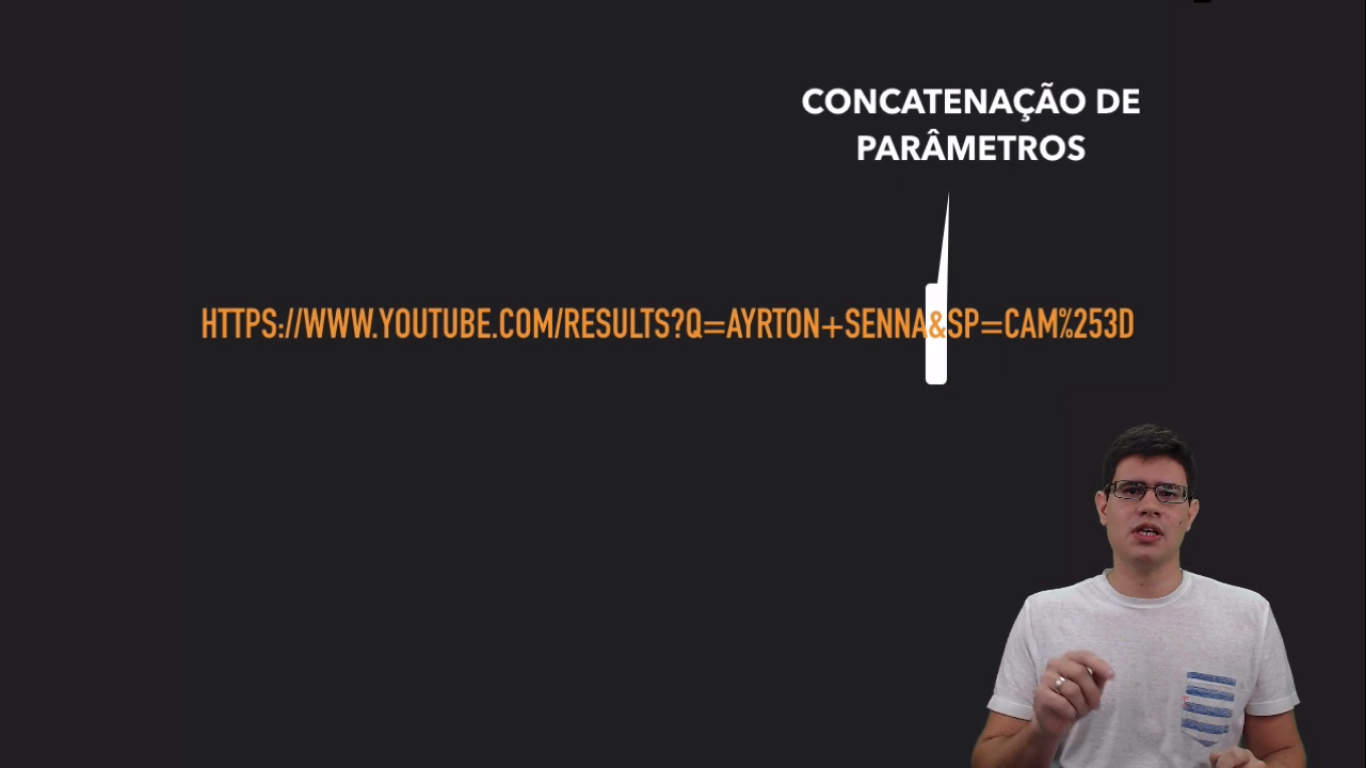 CONCATENAÇÃO DE
PARÂMETROS
HTTPS://WWW.YOUTUBE.COM/RESULTS?Q=AYRTON+SENNA&SP=CAM%253D